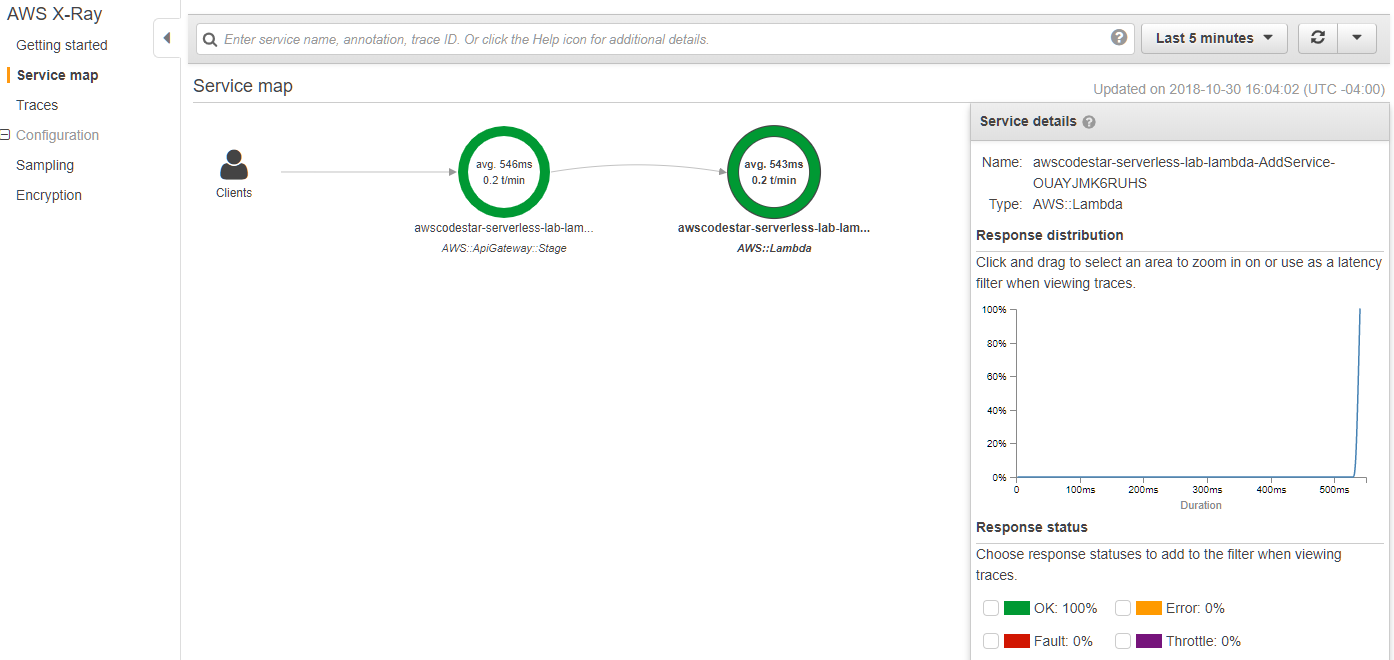 AWS X-Ray
Getting started
Service map
Traces
Configuration
Sampling
Encryption
Enter service name, annotation, trace ID. Or click the Help icon for additional details.
?
Last 5 minutes
Service map
Updated on 2018-10-30 16:04:02 (UTC -04:00)
Clients
avg. 546ms
0.2 t/min
awscodestar-serverless-lab-lam...
AWS::ApiGateway::Stage
avg. 543ms
0.2 t/min
awscodestar-serverless-lab-lam...
AWS::Lambda
Service details ?
Name: awscodestar-serverless-lab-lambda-AddService-
OUAYJMK6RUHS
Type: AWS::Lambda
Response distribution
Click and drag to select an area to zoom in on or use as a latency
filter when viewing traces.
100%
80%
60%
40%
20%
0%
0 100ms 200ms 300ms 400ms 500ms
Duration
Response status
Choose response statuses to add to the filter when viewing
traces.
OK: 100% Error: 0%
Fault: 0% Throttle: 0%